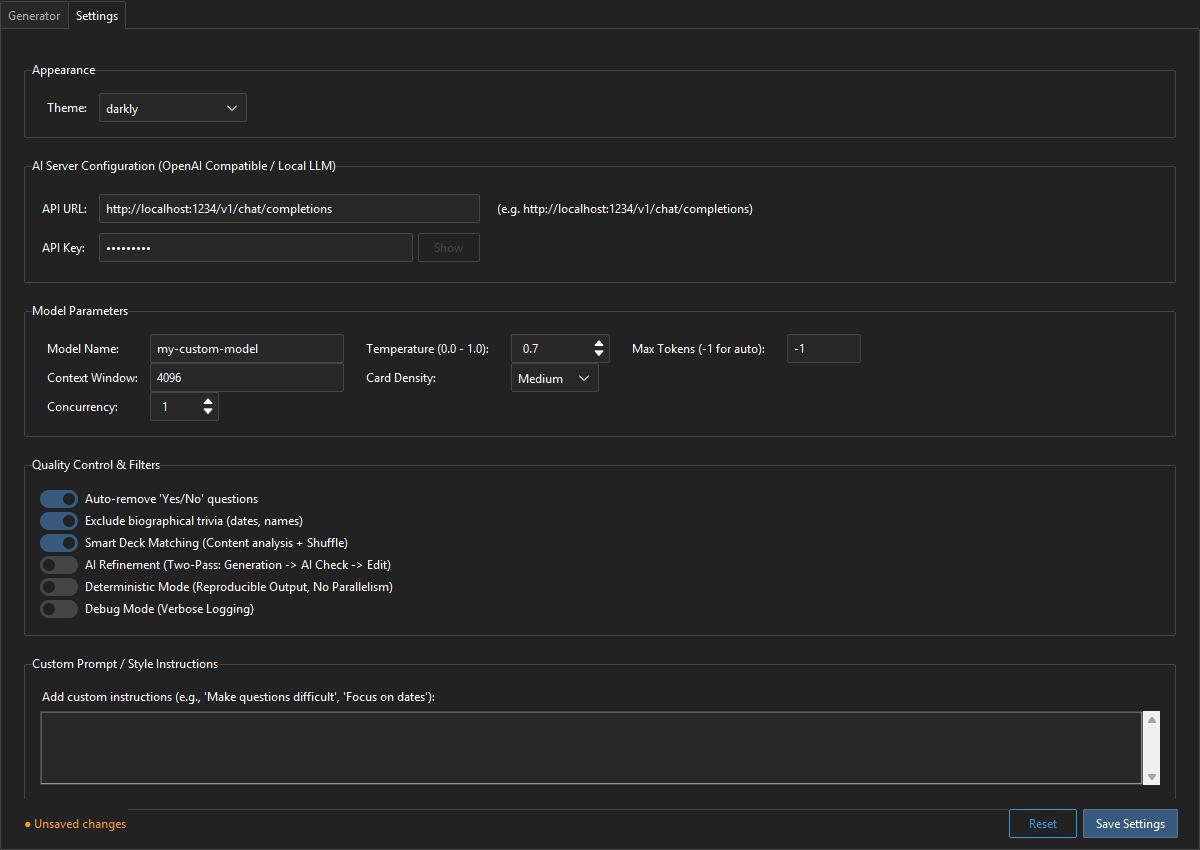 Generator Settings
Appearance
Theme: darkly
AI Server Configuration (OpenAI Compatible / Local LLM)
API URL: http://localhost:1234/v1/chat/completions (e.g. http://localhost:1234/v1/chat/completions)
API Key: ••••••••• Show
Model Parameters
Model Name: my-custom-model Temperature (0.0 - 1.0): 0.7 Max Tokens (-1 for auto): -1
Context Window: 4096 Card Density: Medium
Concurrency: 1
Quality Control & Filters
Auto-remove 'Yes/No' questions
Exclude biographical trivia (dates, names)
Smart Deck Matching (Content analysis + Shuffle)
AI Refinement (Two-Pass: Generation -> AI Check -> Edit)
Deterministic Mode (Reproducible Output, No Parallelism)
Debug Mode (Verbose Logging)
Custom Prompt / Style Instructions
Add custom instructions (e.g., 'Make questions difficult', 'Focus on dates'):
● Unsaved changes Reset Save Settings